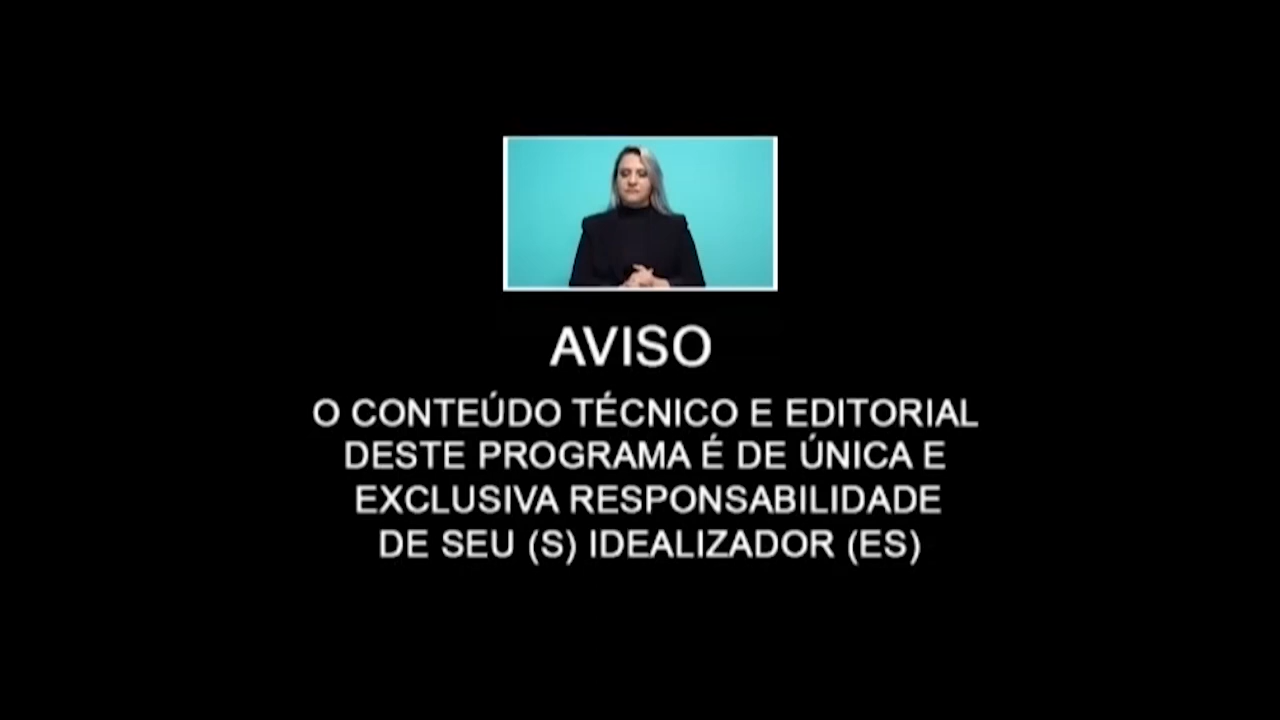 AVISO
O CONTEÚDO TÉCNICO E EDITORIAL
DESTE PROGRAMA É DE ÚNICA E
EXCLUSIVA RESPONSABILIDADE
DE SEU (S) IDEALIZADOR (ES)